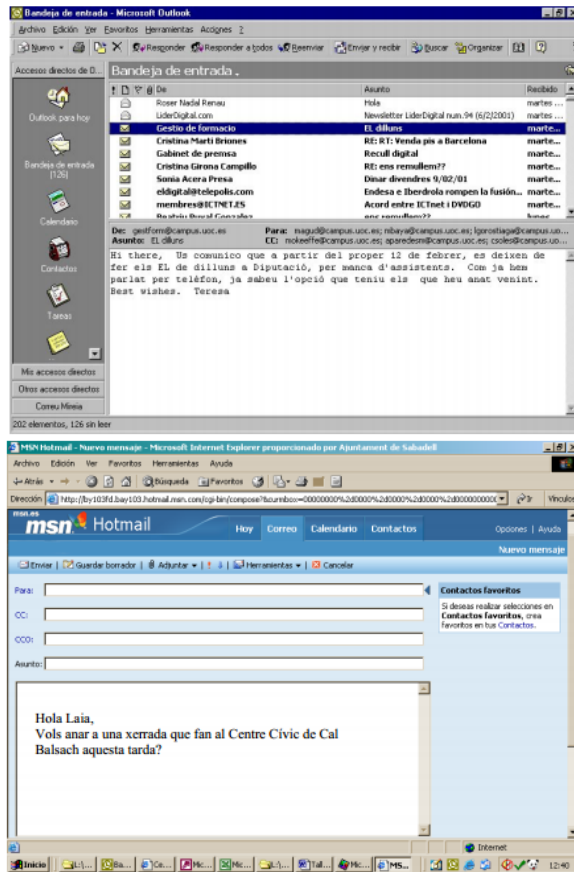 Bandeja de entrada - Microsoft Outlook
Archivo Edición Ver Favoritos Herramientas Acciones ?
Nuevo Responder Responder a todos Reenviar Enviar y recibir Buscar Organizar
Accesos directos de D... Bandeja de entrada .
De Asunto Recibido
Roser Nadal Renau Hola martes ...
LiderDigital.com Newsletter LiderDigital num.94 (6/2/2001) martes ...
Outlook para hoy
Gestio de formacio EL dilluns marte...
Cristina Marti Briones RE: RT: Venda pis a Barcelona marte...
Gabinet de premsa Recull digital marte...
Cristina Girona Campillo RE: ens remullem?? marte...
Bandeja de entrada
(126)
Sonia Acera Presa Dinar divendres 9/02/01 marte...
eldigital@telepolis.com Endesa e Iberdrola rompen la fusión... marte...
membres@ICTNET.ES Acord entre ICTnet i DVDGO marte...
ens remullem?? lunes
Calendario
De: gestform@campus.uoc.es Para: magud@campus.uoc.es; nbaya@campus.uoc.es; lgorostiaga@campus.uo...
Asunto: EL dilluns CC: mokeeffe@campus.uoc.es; aparedesm@campus.uoc.es; csoles@campus.uo...
Contactos
Hi there, Us comunico que a partir del proper 12 de febrer, es deixen de
fer els EL de dilluns a Diputació, per manca d'assistents. Com ja hem
parlat per telèfon, ja sabeu l'opció que teniu els que heu anat venint.
Best wishes. Teresa
Tareas
Mis accesos directos
Otros accesos directos
Correu Mireia
202 elementos, 126 sin leer
MSN Hotmail - Nuevo mensaje - Microsoft Internet Explorer proporcionado por Ajuntament de Sabadell
Archivo Edición Ver Favoritos Herramientas Ayuda
Atrás Búsqueda Favoritos
Dirección Vínculos
msn.es
msn Hotmail Hoy Correo Calendario Contactos Opciones | Ayuda
Nuevo mensaje
Enviar | Guardar borrador | Adjuntar | Herramientas | Cancelar
Para: Contactos favoritos
Si deseas realizar selecciones en
CC: Contactos favoritos, crea
favoritos en tus Contactos.
CCO:
Asunto:
Hola Laia,
Vols anar a una xerrada que fan al Centre Cívic de Cal
Balsach aquesta tarda?
Internet
Inicio 12:40